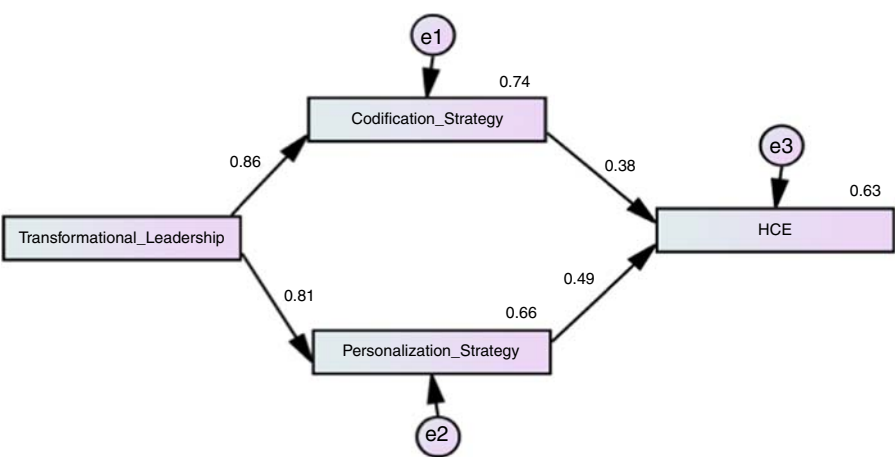 e1
0.74
Codification_Strategy
0.86
0.38
e3
0.63
Transformational_Leadership
HCE
0.81
0.49
0.66
Personalization_Strategy
e2